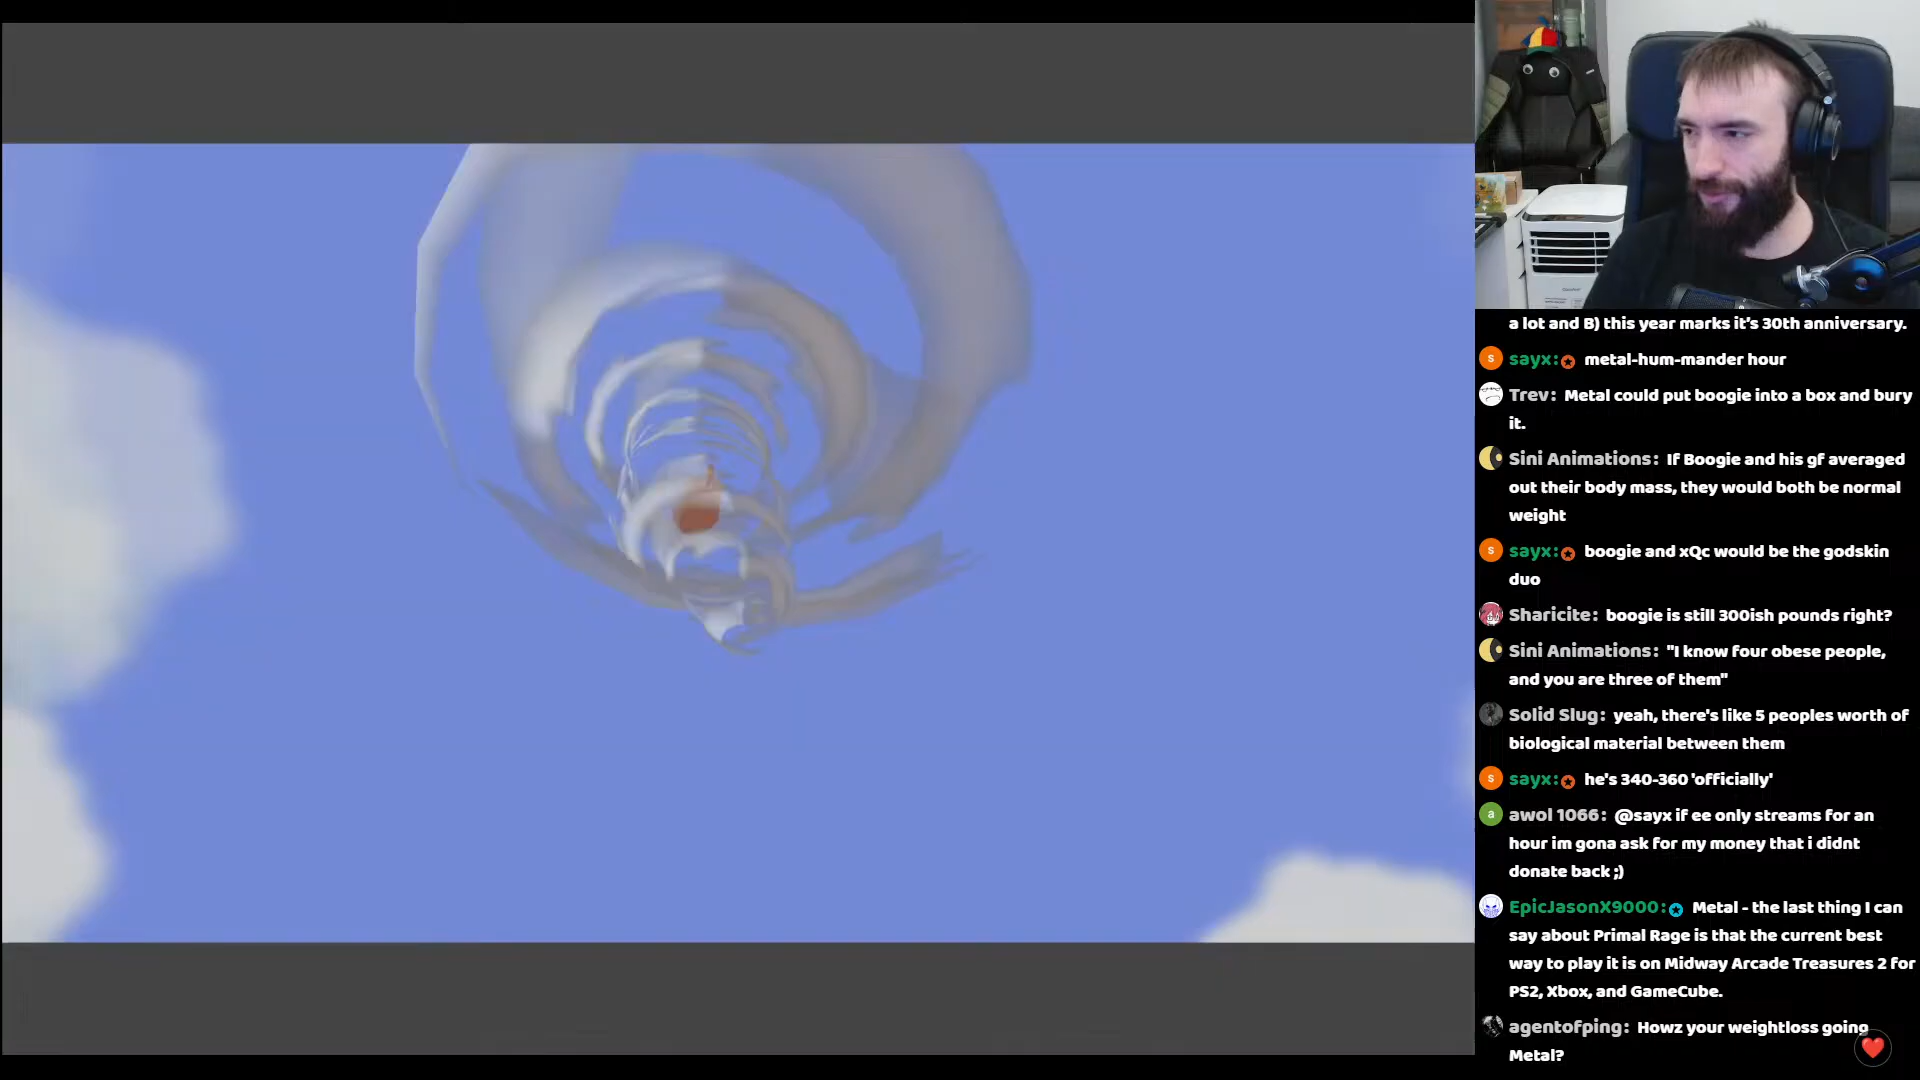 a lot and B) this year marks it's 30th anniversary.
sayx: metal-hum-mander hour
Trev: Metal could put boogie into a box and bury
it.
Sini Animations: If Boogie and his gf averaged
out their body mass, they would both be normal
weight
sayx: boogie and xQc would be the godskin
duo
Sharicite: boogie is still 300ish pounds right?
Sini Animations: "I know four obese people,
and you are three of them"
Solid Slug: yeah, there's like 5 peoples worth of
biological material between them
sayx: he's 340-360 'officially'
awol 1066: @sayx if ee only streams for an
hour im gona ask for my money that i didnt
donate back ;)
EpicJasonX9000: Metal - the last thing I can
say about Primal Rage is that the current best
way to play it is on Midway Arcade Treasures 2 for
PS2, Xbox, and GameCube.
agentofping: Howz your weightloss going
Metal?